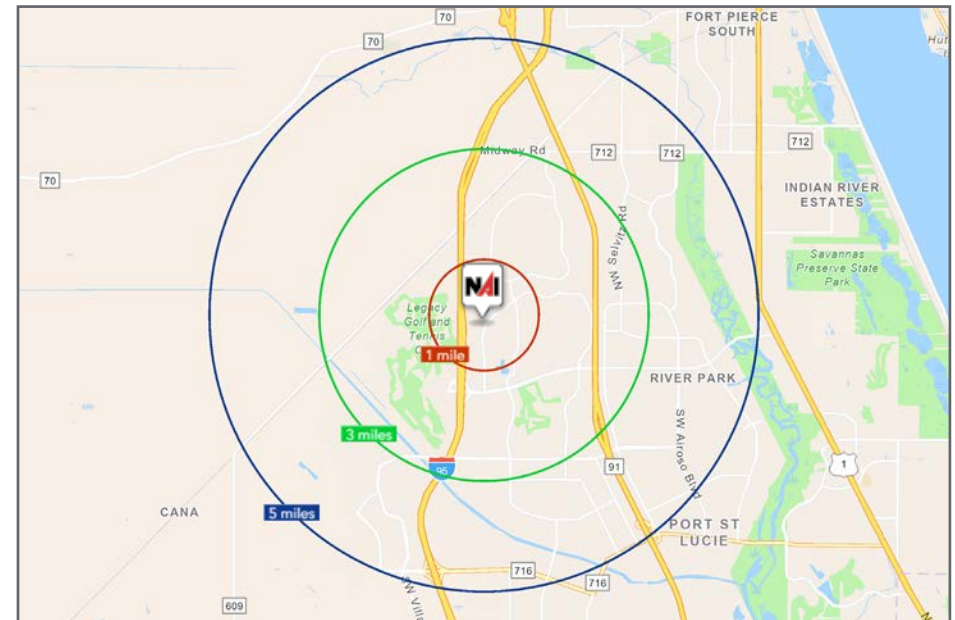 70
FORT PIERCE
SOUTH
70
Midway Rd
712
712
712
70
INDIAN RIVER
ESTATES
NW Selvitz Rd
Savannas
Preserve State
Park
NAI
Legacy
Golf and
Tennis
1 mile
RIVER PARK
3 miles
SW Airoso Blvd
95
91
1
5 miles
CANA
PORT ST
LUCIE
716
716
609